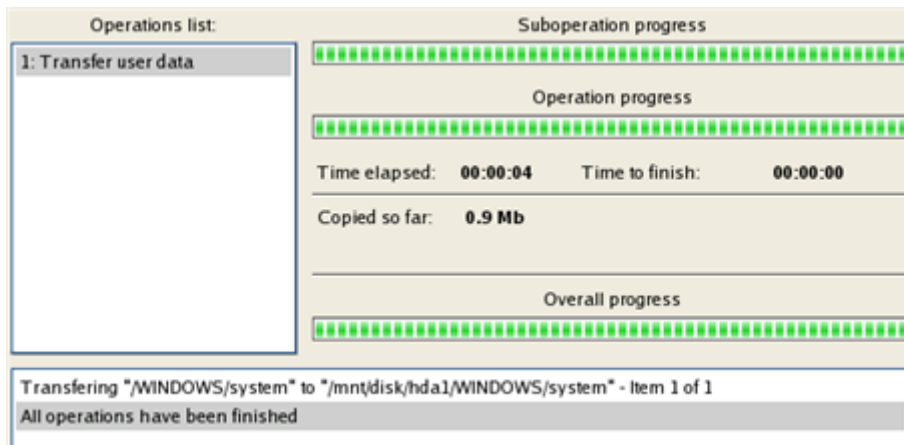 Operations list:
1: Transfer user data
Suboperation progress
Operation progress
Time elapsed: 00:00:04 Time to finish: 00:00:00
Copied so far: 0.9 Mb
Overall progress
Transfering "/WINDOWS/system" to "/mnt/disk/hda1/WINDOWS/system" - Item 1 of 1
All operations have been finished